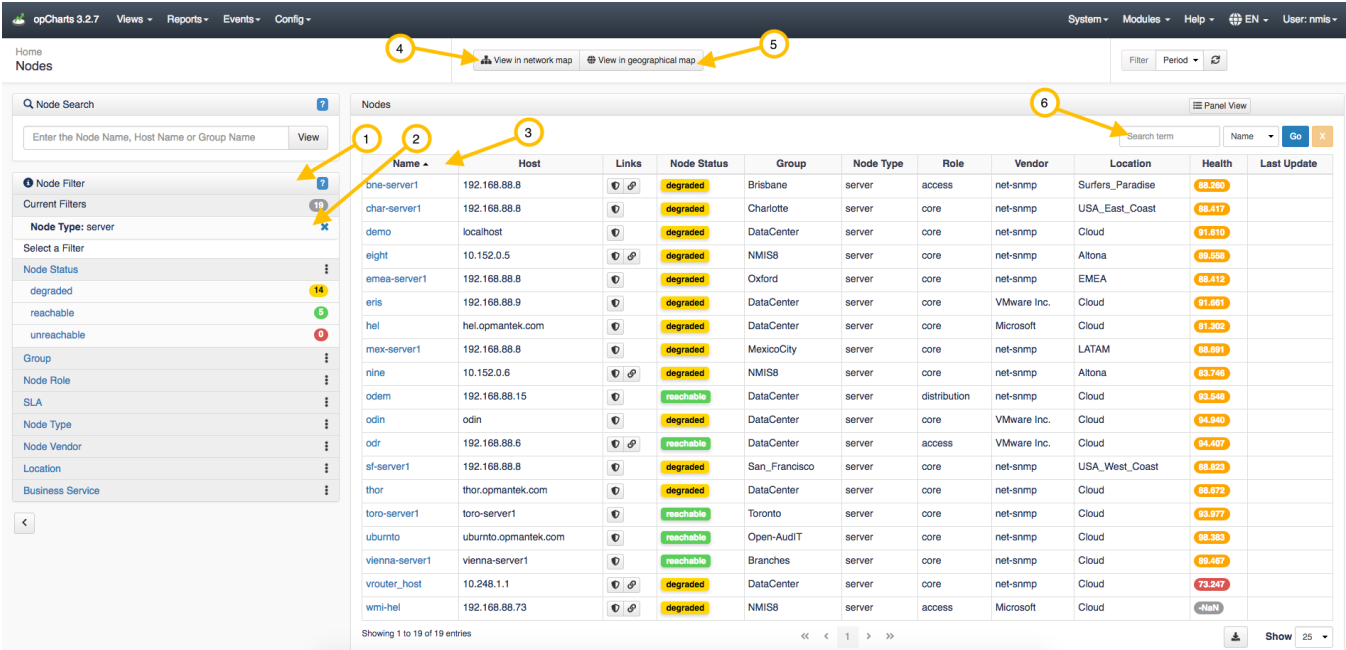 opCharts 3.2.7 Views Reports Events Config System Modules Help EN User: nmis
Home
Nodes
4
View in network map View in geographical map
5
Filter Period
Node Search ?
Enter the Node Name, Host Name or Group Name View
1
2
Node Filter ?
Current Filters 19
Node Type: server x
Select a Filter
Node Status
degraded 14
reachable 5
unreachable 0
Group
Node Role
SLA
Node Type
Node Vendor
Location
Business Service
Nodes Panel View
6
3
Search term Name Go X
Name Host Links Node Status Group Node Type Role Vendor Location Health Last Update
bne-server1 192.168.88.8 degraded Brisbane server access net-snmp Surfers_Paradise 88.260
char-server1 192.168.88.8 degraded Charlotte server core net-snmp USA_East_Coast 88.417
demo localhost degraded DataCenter server core net-snmp Cloud 91.610
eight 10.152.0.5 degraded NMIS8 server core net-snmp Altona 89.558
emea-server1 192.168.88.8 degraded Oxford server core net-snmp EMEA 88.412
eris 192.168.88.9 degraded DataCenter server core VMware Inc. Cloud 91.661
hel hel.opmantek.com degraded DataCenter server core Microsoft Cloud 81.302
mex-server1 192.168.88.8 degraded MexicoCity server core net-snmp LATAM 88.691
nine 10.152.0.6 degraded NMIS8 server core net-snmp Altona 83.746
odem 192.168.88.15 reachable DataCenter server distribution net-snmp Cloud 93.548
odin odin degraded DataCenter server core VMware Inc. Cloud 94.940
odr 192.168.88.6 reachable DataCenter server access VMware Inc. Cloud 94.407
sf-server1 192.168.88.8 degraded San_Francisco server core net-snmp USA_West_Coast 88.823
thor thor.opmantek.com degraded DataCenter server core net-snmp Cloud 88.672
toro-server1 toro-server1 reachable Toronto server core net-snmp Cloud 93.977
uburnto uburnto.opmantek.com reachable Open-AudIT server core net-snmp Cloud 98.383
vienna-server1 vienna-server1 reachable Branches server core net-snmp Cloud 89.467
vrouter_host 10.248.1.1 degraded DataCenter server core net-snmp Cloud 73.247
wmi-hel 192.168.88.73 degraded NMIS8 server access Microsoft Cloud -NaN
Showing 1 to 19 of 19 entries « ‹ 1 › » Show 25